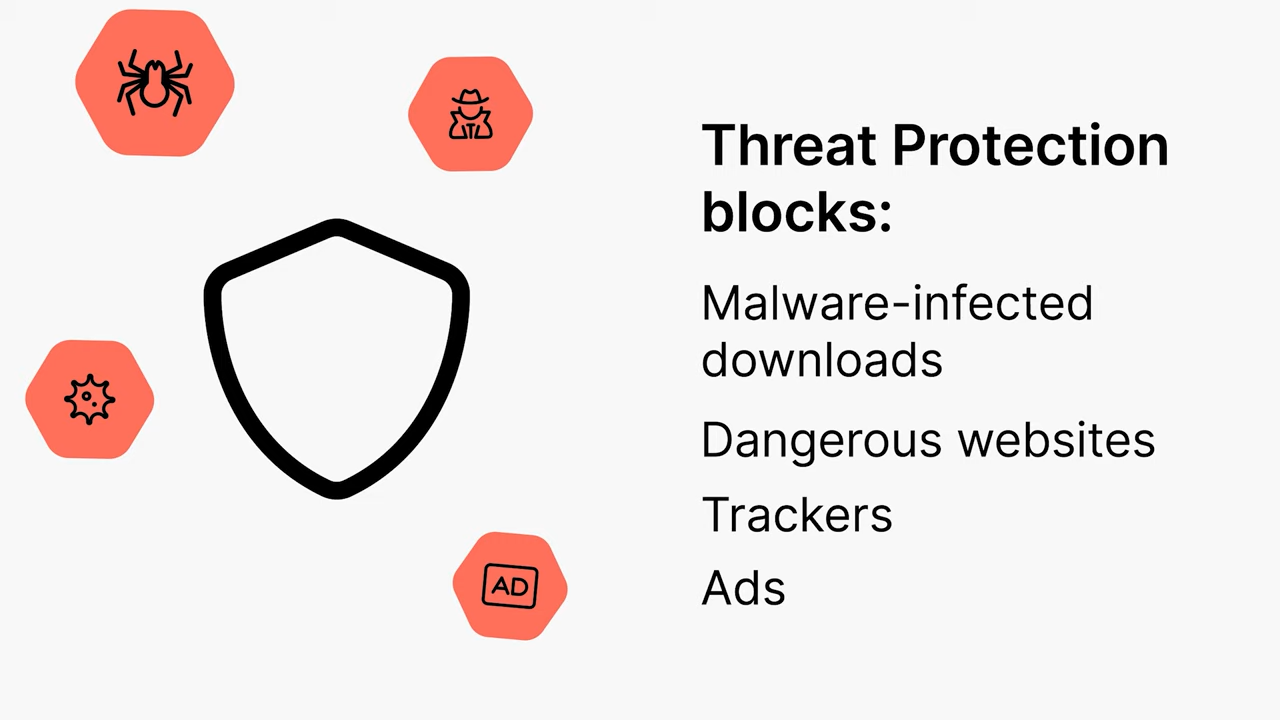 Threat Protection
blocks:
Malware-infected
downloads
Dangerous websites
Trackers
Ads
AD